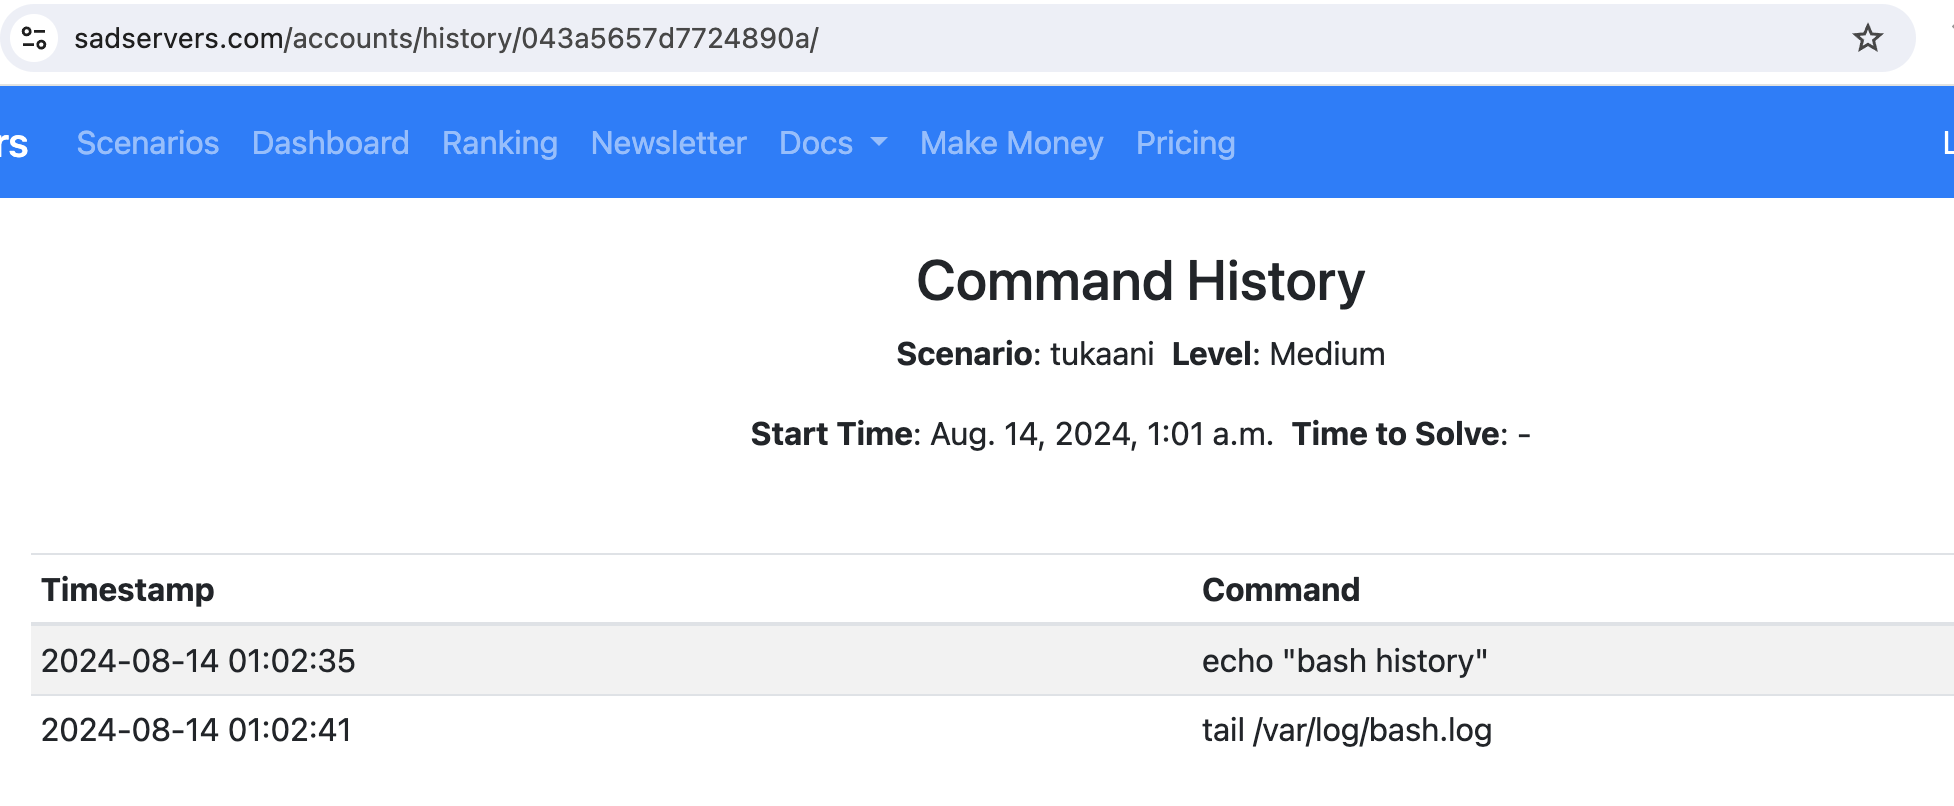 sadservers.com/accounts/history/043a5657d7724890a/
rs Scenarios Dashboard Ranking Newsletter Docs Make Money Pricing L
Command History
Scenario: tukaani Level: Medium
Start Time: Aug. 14, 2024, 1:01 a.m. Time to Solve: -
Timestamp Command
2024-08-14 01:02:35 echo "bash history"
2024-08-14 01:02:41 tail /var/log/bash.log